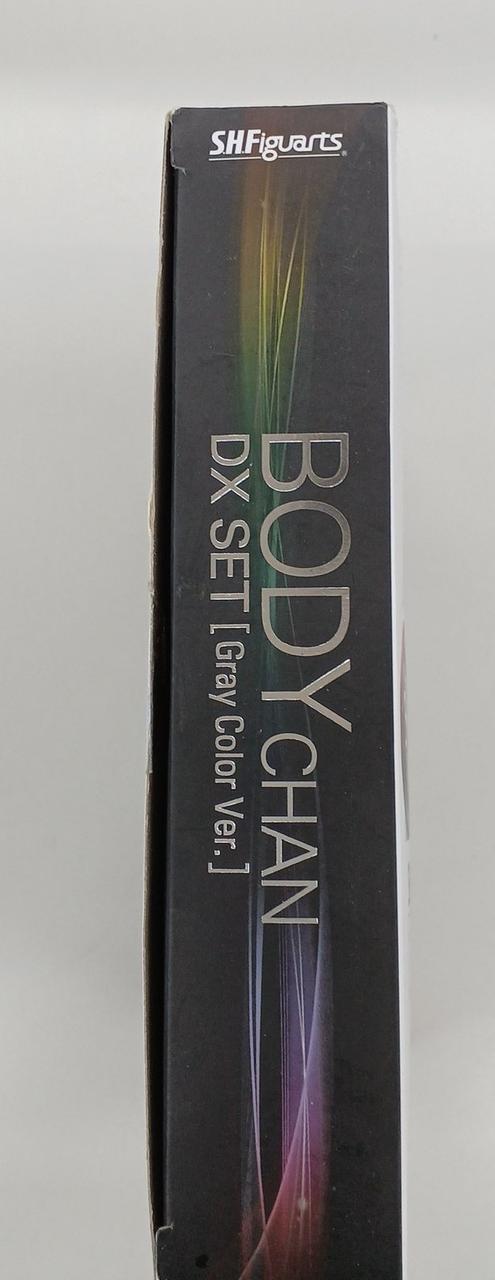 S.H.Figuarts
BODY CHAN
DX SET [Gray Color Ver.]